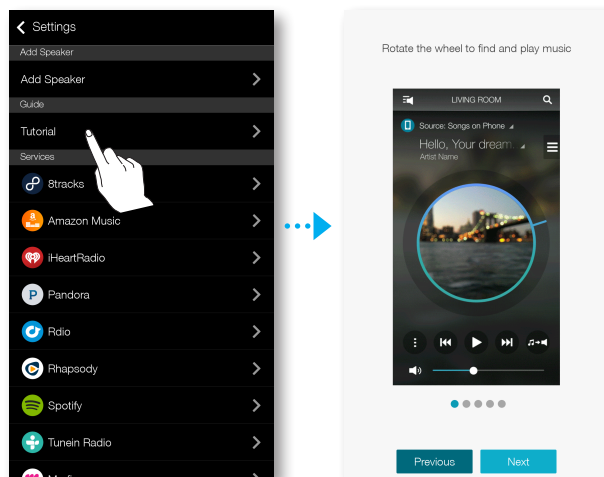 Settings
Add Speaker
Add Speaker
Guide
Tutorial
Services
8tracks
Amazon Music
iHeartRadio
Pandora
Rdio
Rhapsody
Spotify
Tunein Radio
Rotate the wheel to find and play music
LIVING ROOM
Source: Songs on Phone
Hello, Your dream
Artist Name
Previous
Next